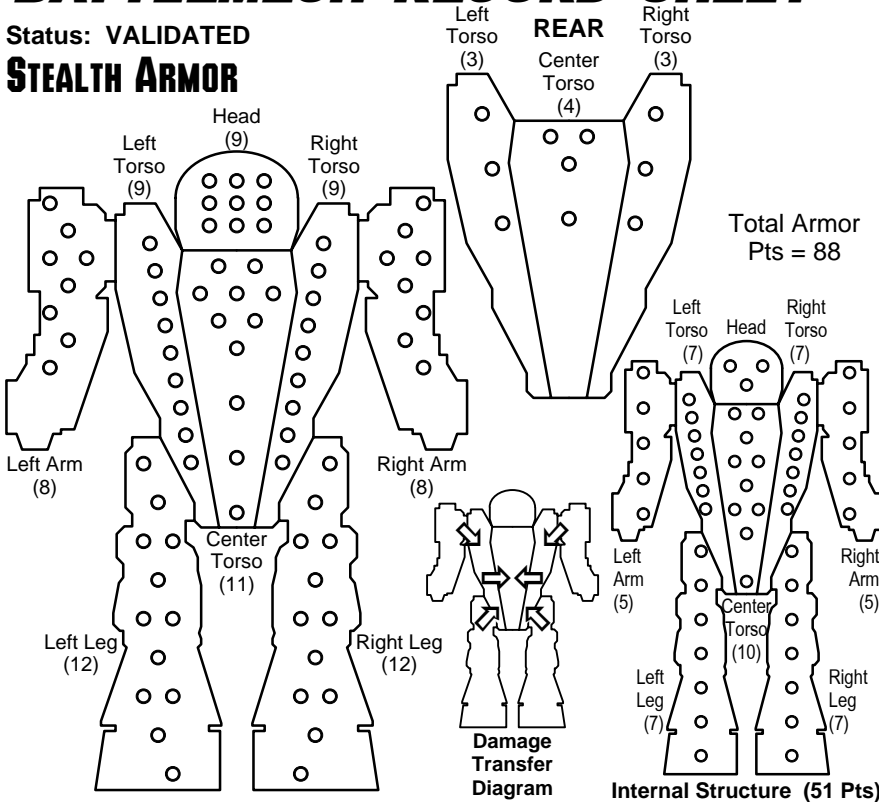 BATTLEMECH RECORD SHEET
Status: VALIDATED
STEALTH ARMOR
Head
(9)
Left
Torso
(9)
Right
Torso
(9)
Left Arm
(8)
Right Arm
(8)
Center
Torso
(11)
Left Leg
(12)
Right Leg
(12)
Left
Torso
(3)
REAR
Center
Torso
(4)
Right
Torso
(3)
Total Armor
Pts = 88
Damage
Transfer
Diagram
Left
Torso
(7)
Head
Right
Torso
(7)
Left
Arm
(5)
Right
Arm
(5)
Center
Torso
(10)
Left
Leg
(7)
Right
Leg
(7)
Internal Structure (51 Pts)